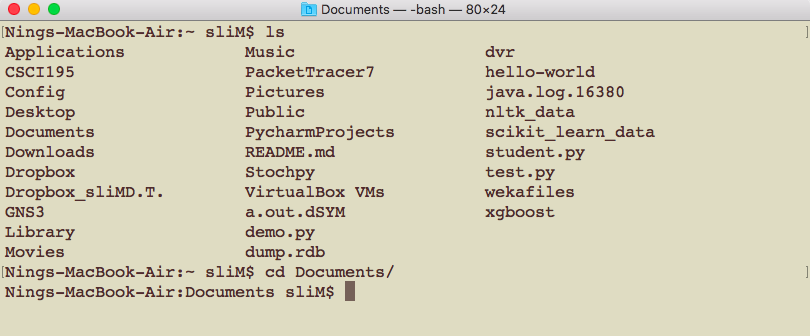 Documents — -bash — 80×24
[Nings-MacBook-Air:~ sliM$ ls ]
Applications Music dvr
CSCI195 PacketTracer7 hello-world
Config Pictures java.log.16380
Desktop Public nltk_data
Documents PycharmProjects scikit_learn_data
Downloads README.md student.py
Dropbox Stochpy test.py
Dropbox_sliMD.T. VirtualBox VMs wekafiles
GNS3 a.out.dSYM xgboost
Library demo.py
Movies dump.rdb
[Nings-MacBook-Air:~ sliM$ cd Documents/ ]
Nings-MacBook-Air:Documents sliM$